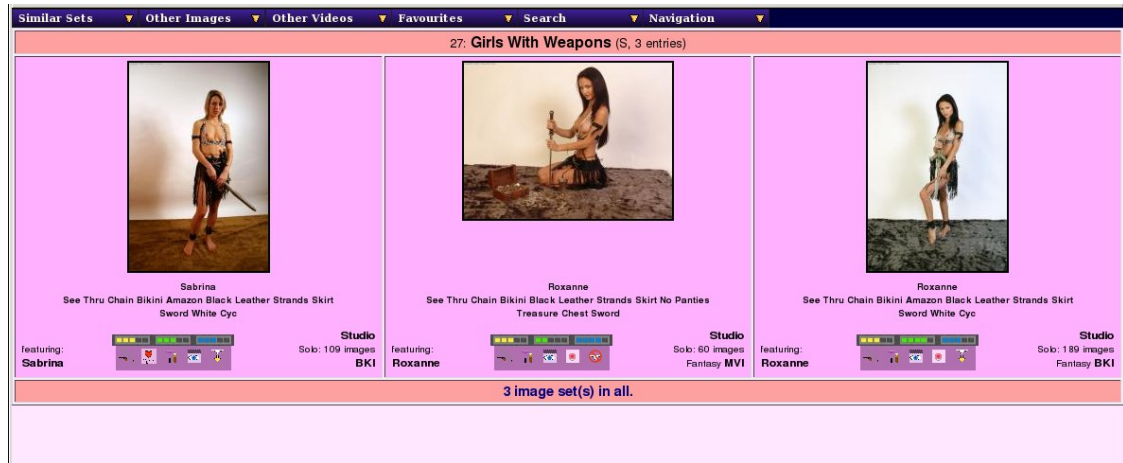 Similar Sets Other Images Other Videos Favourites Search Navigation
27: Girls With Weapons (S, 3 entries)
Sabrina
See Thru Chain Bikini Amazon Black Leather Strands Skirt
Sword White Cyc
featuring:
Sabrina
Studio
Solo: 109 images
BKI
Roxanne
See Thru Chain Bikini Black Leather Strands Skirt No Panties
Treasure Chest Sword
featuring:
Roxanne
Studio
Solo: 60 images
Fantasy MVI
Roxanne
See Thru Chain Bikini Amazon Black Leather Strands Skirt
Sword White Cyc
featuring:
Roxanne
Studio
Solo: 189 images
Fantasy BKI
3 image set(s) in all.